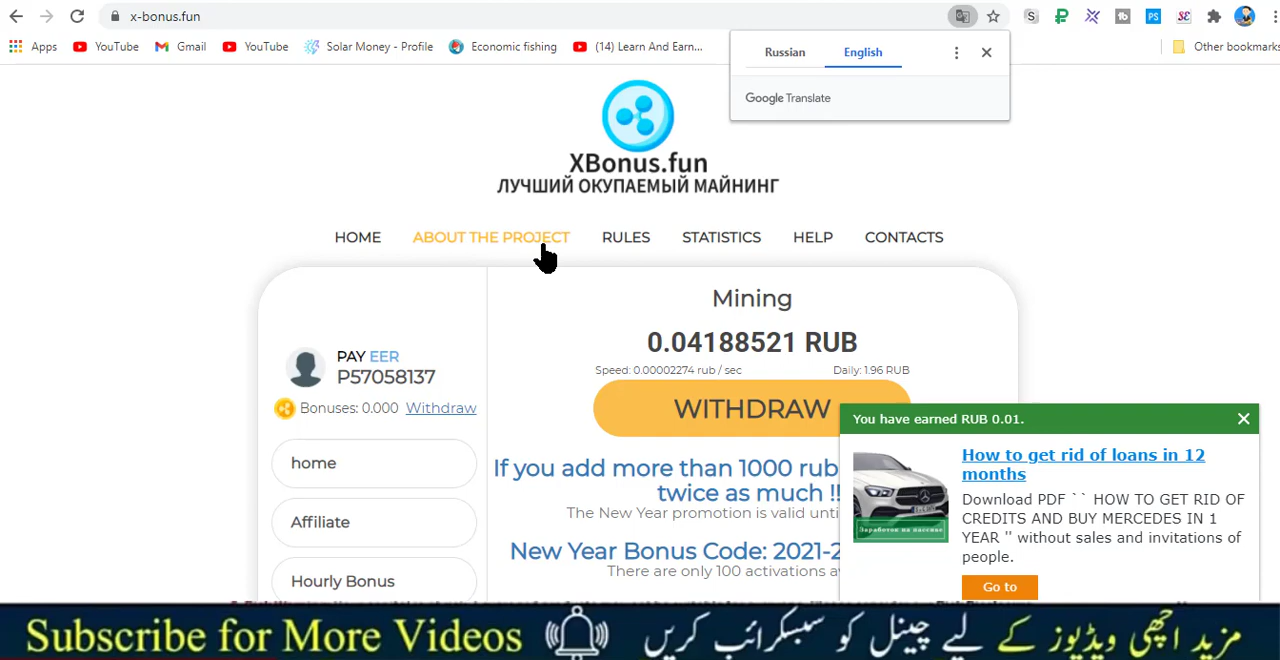 x-bonus.fun
Apps YouTube Gmail YouTube Solar Money - Profile Economic fishing (14) Learn And Earn... Other bookmarks
Russian English
Google Translate
XBonus.fun
ЛУЧШИЙ ОКУПАЕМЫЙ МАЙНИНГ
HOME ABOUT THE PROJECT RULES STATISTICS HELP CONTACTS
Mining
0.04188521 RUB
Speed: 0.00002274 rub / sec Daily: 1.96 RUB
WITHDRAW
PAY EER
P57058137
Bonuses: 0.000 Withdraw
home
Affiliate
Hourly Bonus
If you add more than 1000 rub
twice as much !!
The New Year promotion is valid unti
New Year Bonus Code: 2021-2
There are only 100 activations a
You have earned RUB 0.01.
How to get rid of loans in 12
months
Download PDF `` HOW TO GET RID OF
CREDITS AND BUY MERCEDES IN 1
YEAR '' without sales and invitations of
people.
Заработок на пассиве
Go to
Subscribe for More Videos مزید اچھی ویڈیوز کے لیے چینل کو سبسکرائب کریں